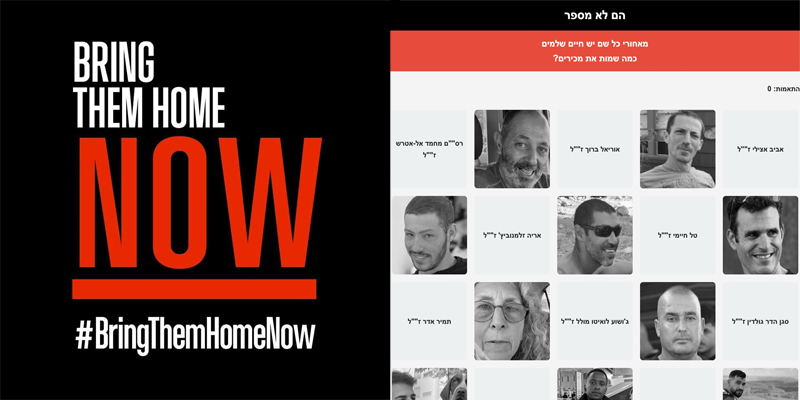 BRING
THEM HOME
NOW
#BringThemHomeNow
הם לא מספר
מאחורי כל שם יש חיים שלמים
כמה שמות את מכירים?
התאמות: 0
אביב אצילי ז""ל
אוריאל ברוך ז""ל
רס""ם מחמד אל-אטרש
ז""ל
טל חיימי ז""ל
אריה זלמנוביץ' ז""ל
סגן הדר גולדין ז""ל
ג'ושוע לואיטו מולל ז""ל
תמיר אדר ז""ל